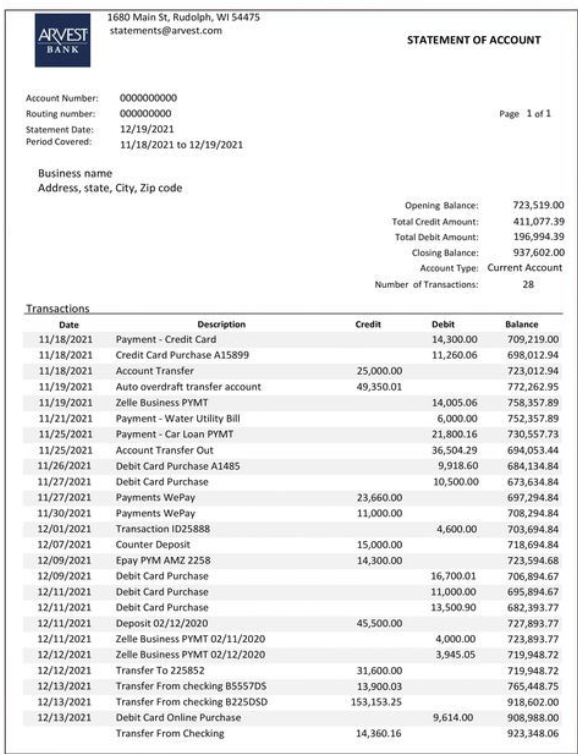 ARVEST
BANK
1680 Main St, Rudolph, WI 54475
statements@arvest.com
STATEMENT OF ACCOUNT
Account Number: 0000000000
Routing number: 000000000
Statement Date: 12/19/2021
Period Covered: 11/18/2021 to 12/19/2021
Page 1 of 1
Business name
Address, state, City, Zip code
Opening Balance: 723,519.00
Total Credit Amount: 411,077.39
Total Debit Amount: 196,994.39
Closing Balance: 937,602.00
Account Type: Current Account
Number of Transactions: 28
Transactions
Date Description Credit Debit Balance
11/18/2021 Payment - Credit Card 14,300.00 709,219.00
11/18/2021 Credit Card Purchase A15899 11,260.06 698,012.94
11/18/2021 Account Transfer 25,000.00 723,012.94
11/19/2021 Auto overdraft transfer account 49,350.01 772,262.95
11/19/2021 Zelle Business PYMT 14,005.06 758,357.89
11/21/2021 Payment - Water Utility Bill 6,000.00 752,357.89
11/25/2021 Payment - Car Loan PYMT 21,800.16 730,557.73
11/25/2021 Account Transfer Out 36,504.29 694,053.44
11/26/2021 Debit Card Purchase A1485 9,918.60 684,134.84
11/27/2021 Debit Card Purchase 10,500.00 673,634.84
11/27/2021 Payments WePay 23,660.00 697,294.84
11/30/2021 Payments WePay 11,000.00 708,294.84
12/01/2021 Transaction ID25888 4,600.00 703,694.84
12/07/2021 Counter Deposit 15,000.00 718,694.84
12/09/2021 Epay PYM AMZ 2258 14,300.00 723,594.68
12/09/2021 Debit Card Purchase 16,700.01 706,894.67
12/11/2021 Debit Card Purchase 11,000.00 695,894.67
12/11/2021 Debit Card Purchase 13,500.90 682,393.77
12/11/2021 Deposit 02/12/2020 45,500.00 727,893.77
12/11/2021 Zelle Business PYMT 02/11/2020 4,000.00 723,893.77
12/12/2021 Zelle Business PYMT 02/12/2020 3,945.05 719,948.72
12/12/2021 Transfer To 225852 31,600.00 719,948.72
12/13/2021 Transfer From checking B5557DS 13,900.03 765,448.75
12/13/2021 Transfer From checking B225DSD 153,153.25 918,602.00
12/13/2021 Debit Card Online Purchase 9,614.00 908,988.00
Transfer From Checking 14,360.16 923,348.06